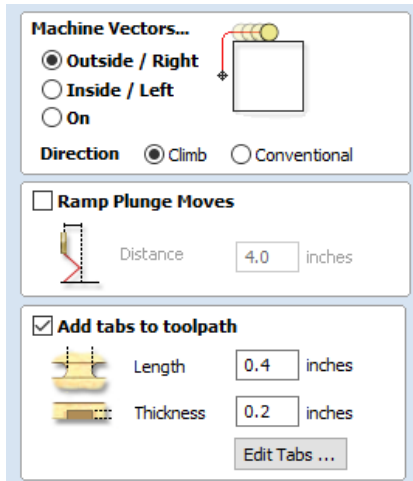 Machine Vectors...
Outside / Right
Inside / Left
On
Direction Climb Conventional
Ramp Plunge Moves
Distance 4.0 inches
Add tabs to toolpath
Length 0.4 inches
Thickness 0.2 inches
Edit Tabs ...